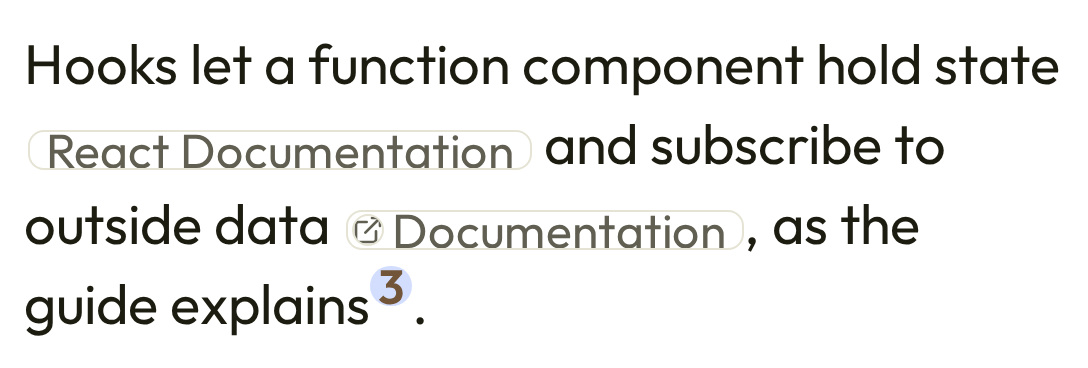 Hooks let a function component hold state
React Documentation and subscribe to
outside data Documentation, as the
guide explains3.